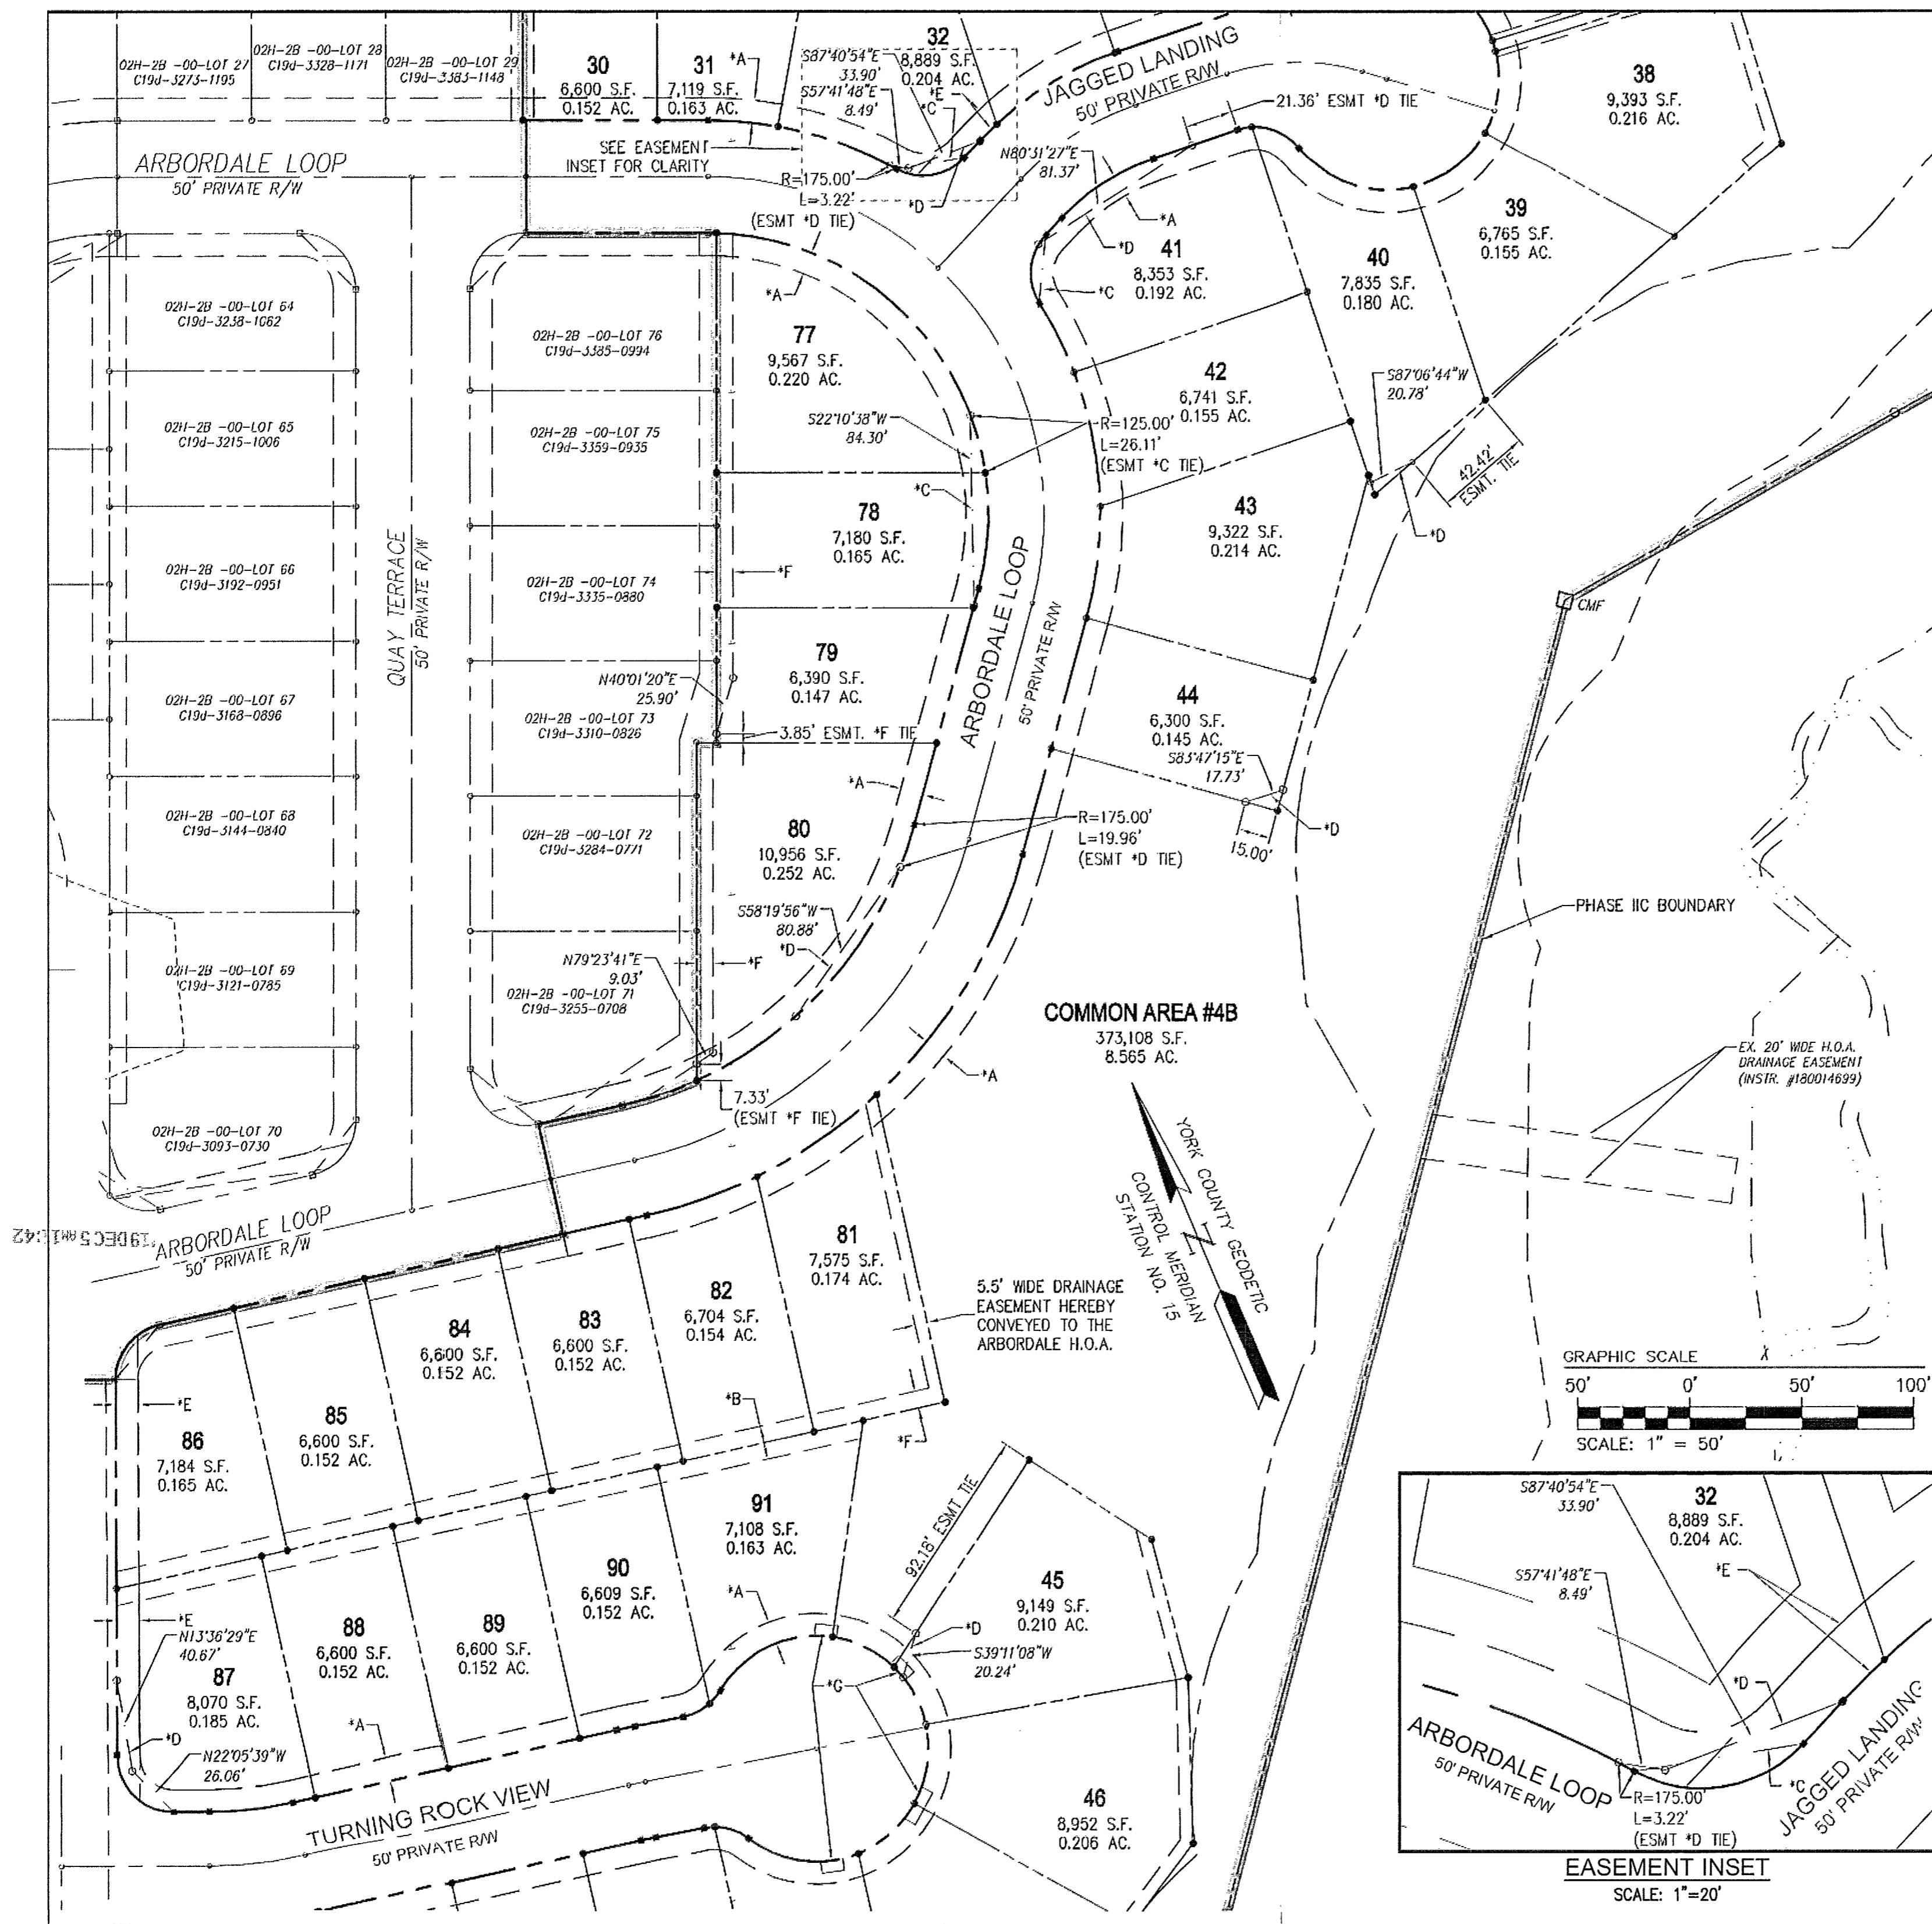 02H-2B -00-LOT 27
C19d-3273-1195
02H-2B -00-LOT 28
C19d-3328-1171
02H-2B -00-LOT 29
C19d-3383-1148
30
6,600 S.F.
0.152 AC.
31
7,119 S.F.
0.163 AC.
*A
S87°40'54"E
33.90'
S57°41'48"E
8.49'
32
8,889 S.F.
0.204 AC.
*E
*C
JAGGED LANDING
50' PRIVATE R/W
21.36' ESMT *D TIE
38
9,393 S.F.
0.216 AC.
ARBORDALE LOOP
50' PRIVATE R/W
SEE EASEMENT
INSET FOR CLARITY
R=175.00'
L=3.22'
(ESMT *D TIE)
*D
N80°31'27"E
81.37'
*A
*D
41
8,353 S.F.
0.192 AC.
*C
40
7,835 S.F.
0.180 AC.
39
6,765 S.F.
0.155 AC.
02H-2B -00-LOT 64
C19d-3238-1062
02H-2B -00-LOT 76
C19d-3385-0994
*A
77
9,567 S.F.
0.220 AC.
42
6,741 S.F.
0.155 AC.
S87°06'44"W
20.78'
42.42'
ESMT. TIE
*D
02H-2B -00-LOT 65
C19d-3215-1006
02H-2B -00-LOT 75
C19d-3359-0935
S22°10'38"W
84.30'
R=125.00'
L=26.11'
(ESMT *C TIE)
*C
78
7,180 S.F.
0.165 AC.
43
9,322 S.F.
0.214 AC.
QUAY TERRACE
50' PRIVATE R/W
02H-2B -00-LOT 66
C19d-3192-0951
02H-2B -00-LOT 74
C19d-3335-0880
*F
ARBORDALE LOOP
50' PRIVATE R/W
CMF
79
6,390 S.F.
0.147 AC.
02H-2B -00-LOT 67
C19d-3168-0896
N40°01'20"E
25.90'
02H-2B -00-LOT 73
C19d-3310-0826
3.85' ESMT. *F TIE
44
6,300 S.F.
0.145 AC.
S83°47'15"E
17.73'
*D
15.00'
*A
02H-2B -00-LOT 68
C19d-3144-0840
02H-2B -00-LOT 72
C19d-3284-0771
80
10,956 S.F.
0.252 AC.
R=175.00'
L=19.96'
(ESMT *D TIE)
S58°19'56"W
80.88'
*D
PHASE IIC BOUNDARY
02H-2B -00-LOT 69
C19d-3121-0785
N79°23'41"E
9.03'
*F
02H-2B -00-LOT 71
C19d-3255-0708
COMMON AREA #4B
373,108 S.F.
8.565 AC.
*A
EX. 20' WIDE H.O.A.
DRAINAGE EASEMENT
(INSTR. #180014699)
7.33'
(ESMT *F TIE)
02H-2B -00-LOT 70
C19d-3093-0730
YORK COUNTY GEODETIC
CONTROL MERIDIAN
STATION NO. 15
ARBORDALE LOOP
50' PRIVATE R/W
81
7,575 S.F.
0.174 AC.
5.5' WIDE DRAINAGE
EASEMENT HEREBY
CONVEYED TO THE
ARBORDALE H.O.A.
82
6,704 S.F.
0.154 AC.
83
6,600 S.F.
0.152 AC.
84
6,600 S.F.
0.152 AC.
85
6,600 S.F.
0.152 AC.
86
7,184 S.F.
0.165 AC.
*E
*B
*F
GRAPHIC SCALE
50' 0' 50' 100'
SCALE: 1" = 50'
91
7,108 S.F.
0.163 AC.
92.18' ESMT TIE
90
6,609 S.F.
0.152 AC.
*A
45
9,149 S.F.
0.210 AC.
*D
S39°11'08"W
20.24'
*G
*E
N13°36'29"E
40.67'
87
8,070 S.F.
0.185 AC.
*D
N22°05'39"W
26.06'
88
6,600 S.F.
0.152 AC.
89
6,600 S.F.
0.152 AC.
*A
TURNING ROCK VIEW
50' PRIVATE R/W
46
8,952 S.F.
0.206 AC.
S87°40'54"E
33.90'
32
8,889 S.F.
0.204 AC.
S57°41'48"E
8.49'
*E
*D
*C
ARBORDALE LOOP
50' PRIVATE R/W
R=175.00'
L=3.22'
(ESMT *D TIE)
JAGGED LANDING
50' PRIVATE R/W
EASEMENT INSET
SCALE: 1"=20'